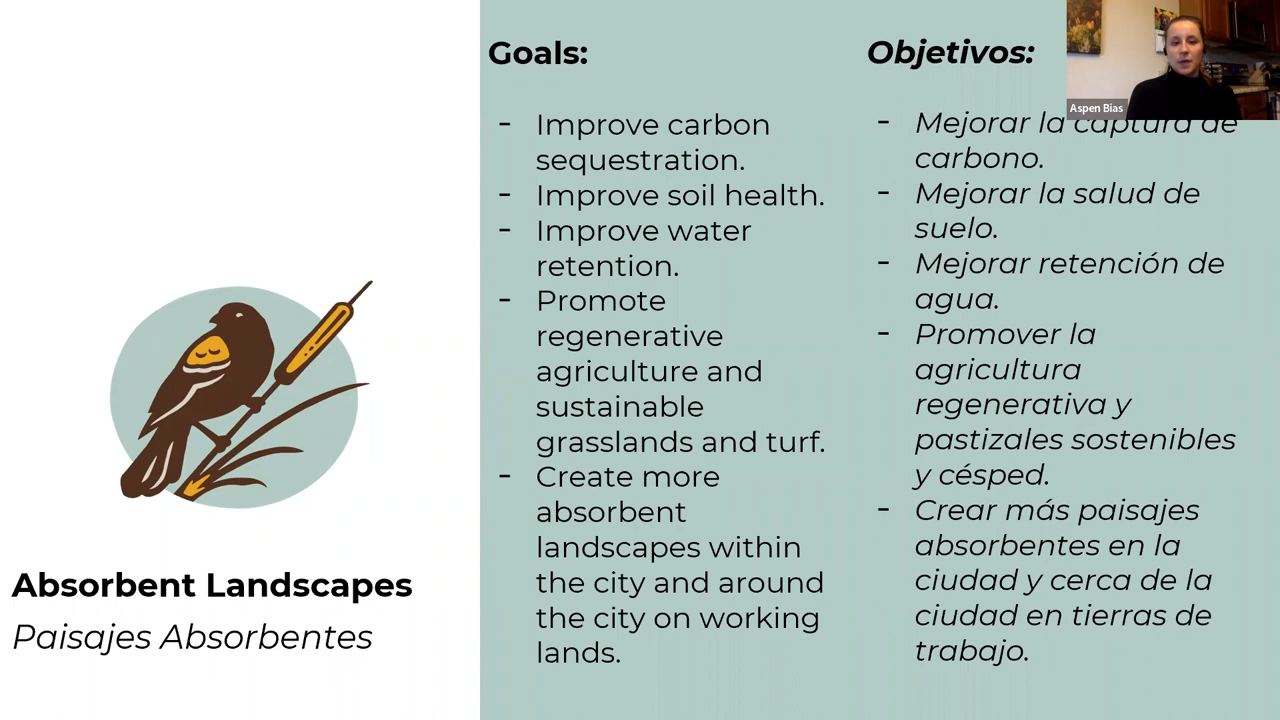 Absorbent Landscapes
Paisajes Absorbentes
Goals:
- Improve carbon
sequestration.
- Improve soil health.
- Improve water
retention.
- Promote
regenerative
agriculture and
sustainable
grasslands and turf.
- Create more
absorbent
landscapes within
the city and around
the city on working
lands.
Objetivos:
- Mejorar la captura de
carbono.
- Mejorar la salud de
suelo.
- Mejorar retención de
agua.
- Promover la
agricultura
regenerativa y
pastizales sostenibles
y césped.
- Crear más paisajes
absorbentes en la
ciudad y cerca de la
ciudad en tierras de
trabajo.
Aspen Bias